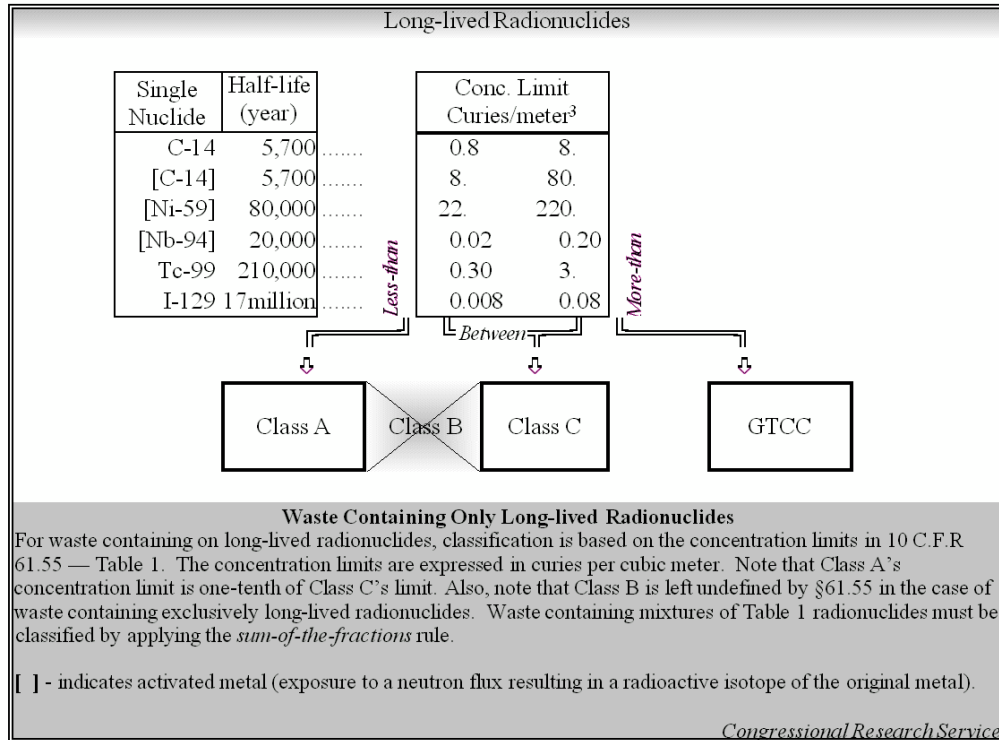 Long-lived Radionuclides
Single Nuclide Half-life (year) Conc. Limit Curies/meter³
C-14 5,700 ....... 0.8 8.
[C-14] 5,700 ....... 8. 80.
[Ni-59] 80,000 ....... 22. 220.
[Nb-94] 20,000 ....... 0.02 0.20
Tc-99 210,000 ....... 0.30 3.
I-129 17million ....... 0.008 0.08
Less-than
More-than
Between
Class A Class B Class C GTCC
Waste Containing Only Long-lived Radionuclides
For waste containing on long-lived radionuclides, classification is based on the concentration limits in 10 C.F.R
61.55 — Table 1. The concentration limits are expressed in curies per cubic meter. Note that Class A's
concentration limit is one-tenth of Class C's limit. Also, note that Class B is left undefined by §61.55 in the case of
waste containing exclusively long-lived radionuclides. Waste containing mixtures of Table 1 radionuclides must be
classified by applying the sum-of-the-fractions rule.
[ ] - indicates activated metal (exposure to a neutron flux resulting in a radioactive isotope of the original metal).
Congressional Research Service